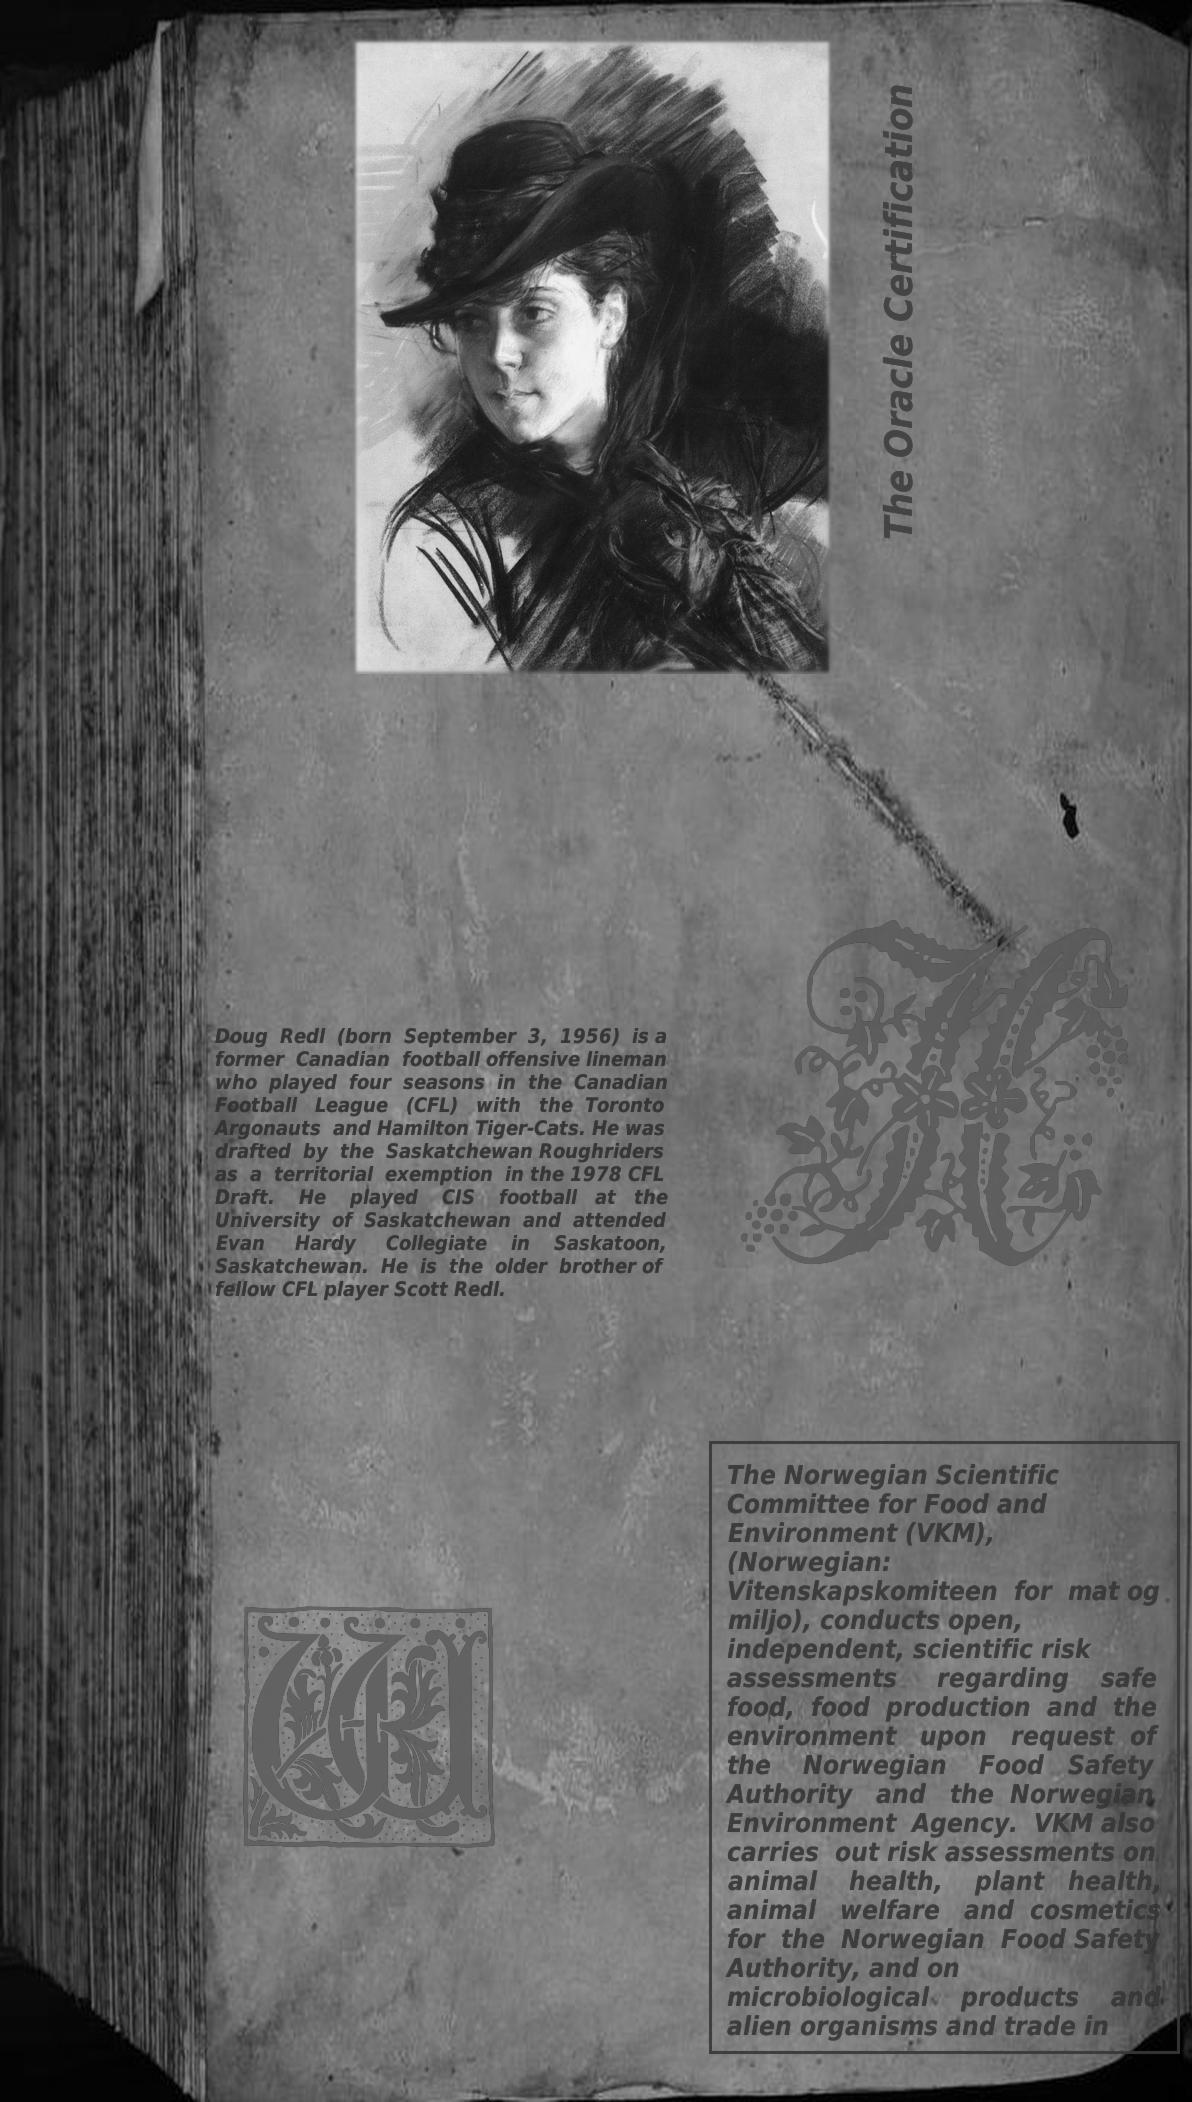 The Oracle Certification
Doug Redl (born September 3, 1956) is a
former Canadian football offensive lineman
who played four seasons in the Canadian
Football League (CFL) with the Toronto
Argonauts and Hamilton Tiger-Cats. He was
drafted by the Saskatchewan Roughriders
as a territorial exemption in the 1978 CFL
Draft. He played CIS football at the
University of Saskatchewan and attended
Evan Hardy Collegiate in Saskatoon,
Saskatchewan. He is the older brother of
fellow CFL player Scott Redl.
The Norwegian Scientific
Committee for Food and
Environment (VKM),
(Norwegian:
Vitenskapskomiteen for mat og
miljo), conducts open,
independent, scientific risk
assessments regarding safe
food, food production and the
environment upon request of
the Norwegian Food Safety
Authority and the Norwegian
Environment Agency. VKM also
carries out risk assessments on
animal health, plant health,
animal welfare and cosmetics
for the Norwegian Food Safety
Authority, and on
microbiological products and
alien organisms and trade in